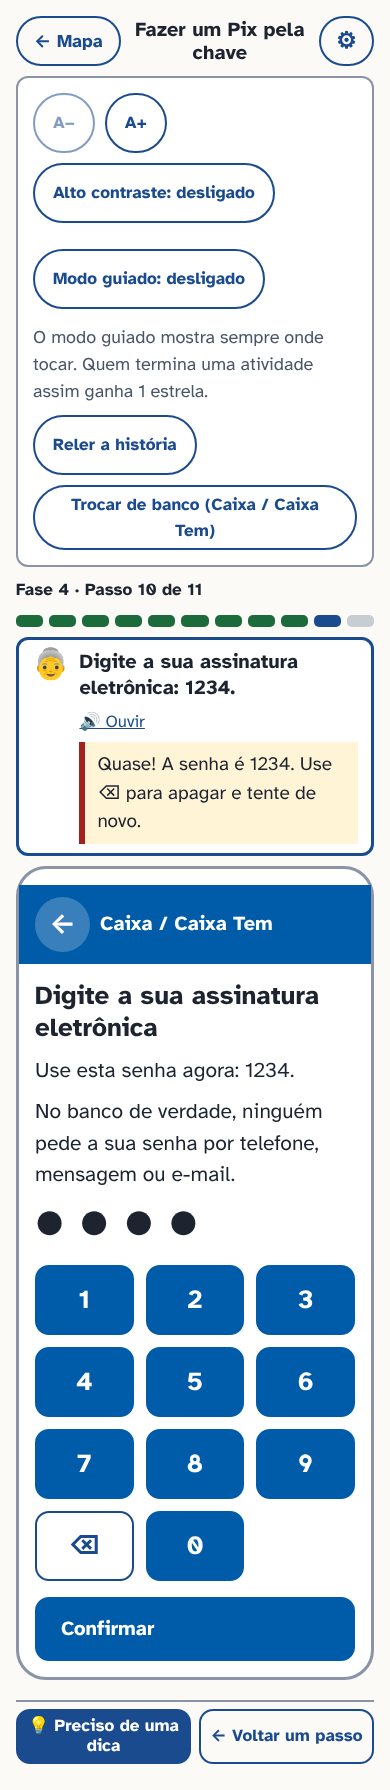 ← Mapa
Fazer um Pix pela
chave
⚙
A−
A+
Alto contraste: desligado
Modo guiado: desligado
O modo guiado mostra sempre onde
tocar. Quem termina uma atividade
assim ganha 1 estrela.
Reler a história
Trocar de banco (Caixa / Caixa
Tem)
Fase 4 · Passo 10 de 11
Digite a sua assinatura
eletrônica: 1234.
🔊 Ouvir
Quase! A senha é 1234. Use
⌫ para apagar e tente de
novo.
← Caixa / Caixa Tem
Digite a sua assinatura
eletrônica
Use esta senha agora: 1234.
No banco de verdade, ninguém
pede a sua senha por telefone,
mensagem ou e-mail.
1 2 3
4 5 6
7 8 9
⌫ 0
Confirmar
💡 Preciso de uma
dica
← Voltar um passo